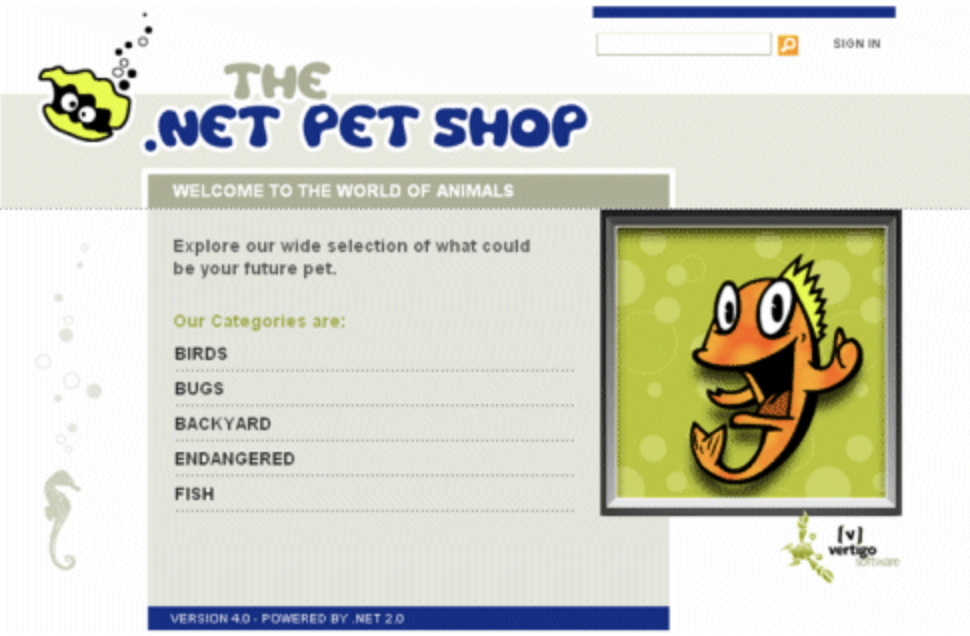 SIGN IN
THE
.NET PET SHOP
WELCOME TO THE WORLD OF ANIMALS
Explore our wide selection of what could
be your future pet.
Our Categories are:
BIRDS
BUGS
BACKYARD
ENDANGERED
FISH
[v]
vertigo
software
VERSION 4.0 - POWERED BY .NET 2.0